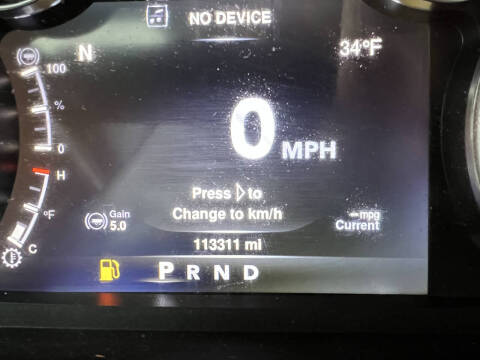 NO DEVICE
N
34°F
100
%
0
0 MPH
H
°F
C
Press ▷ to
Change to km/h
Gain
5.0
--mpg
Current
113311 mi
P R N D